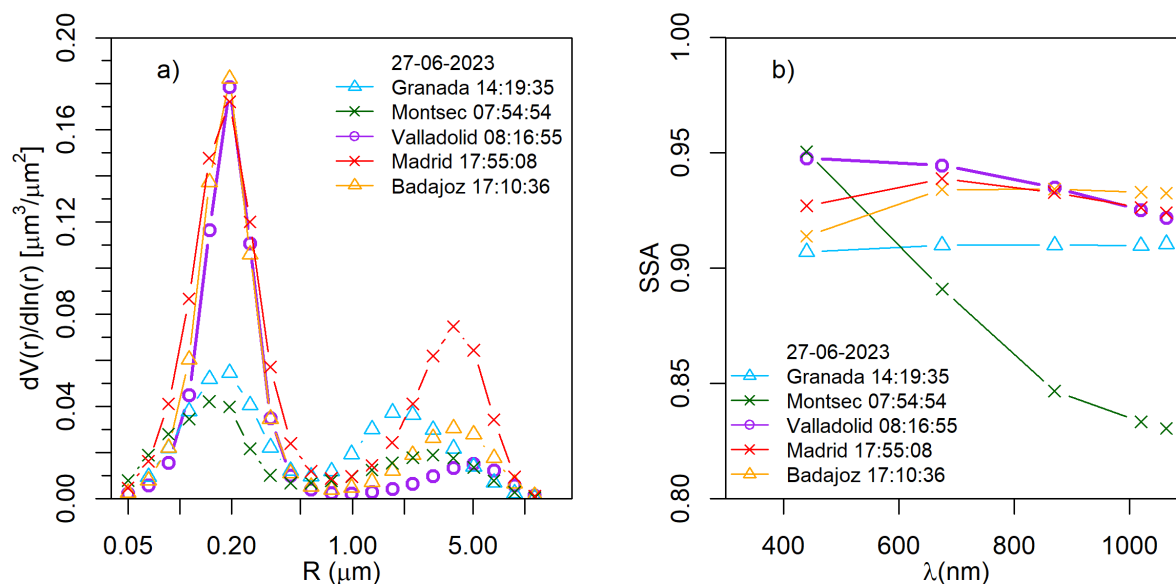 a)
27-06-2023
Granada 14:19:35
Montsec 07:54:54
Valladolid 08:16:55
Madrid 17:55:08
Badajoz 17:10:36
dV(r)/dln(r) [μm³/μm²]
0.20
0.16
0.12
0.08
0.04
0.00
0.05 0.20 1.00 5.00
R (μm)
b)
SSA
1.00
0.95
0.90
0.85
0.80
27-06-2023
Granada 14:19:35
Montsec 07:54:54
Valladolid 08:16:55
Madrid 17:55:08
Badajoz 17:10:36
400 600 800 1000
λ(nm)